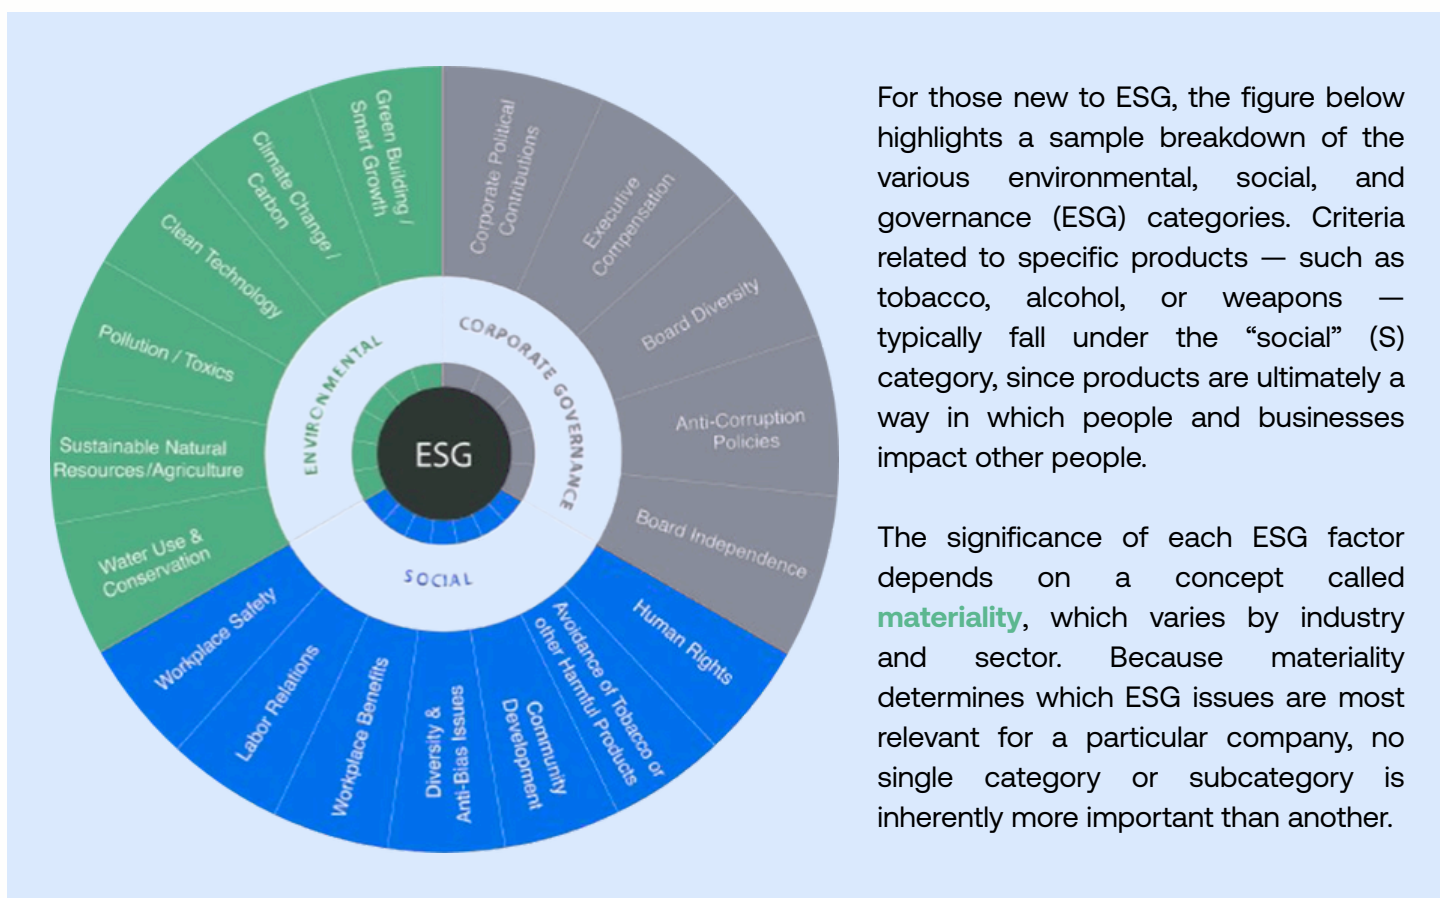 Green Building /
Smart Growth
Climate Change /
Carbon
Clean Technology
Pollution / Toxics
Sustainable Natural
Resources/Agriculture
Water Use &
Conservation
ENVIRONMENTAL
Corporate Political
Contributions
Executive
Compensation
Board Diversity
Anti-Corruption
Policies
Board Independence
CORPORATE GOVERNANCE
ESG
SOCIAL
Workplace Safety
Labor Relations
Workplace Benefits
Diversity &
Anti-Bias Issues
Community
Development
Avoidance of Tobacco or
other Harmful Products
Human Rights
For those new to ESG, the figure below
highlights a sample breakdown of the
various environmental, social, and
governance (ESG) categories. Criteria
related to specific products — such as
tobacco, alcohol, or weapons —
typically fall under the “social” (S)
category, since products are ultimately a
way in which people and businesses
impact other people.
The significance of each ESG factor
depends on a concept called
materiality, which varies by industry
and sector. Because materiality
determines which ESG issues are most
relevant for a particular company, no
single category or subcategory is
inherently more important than another.